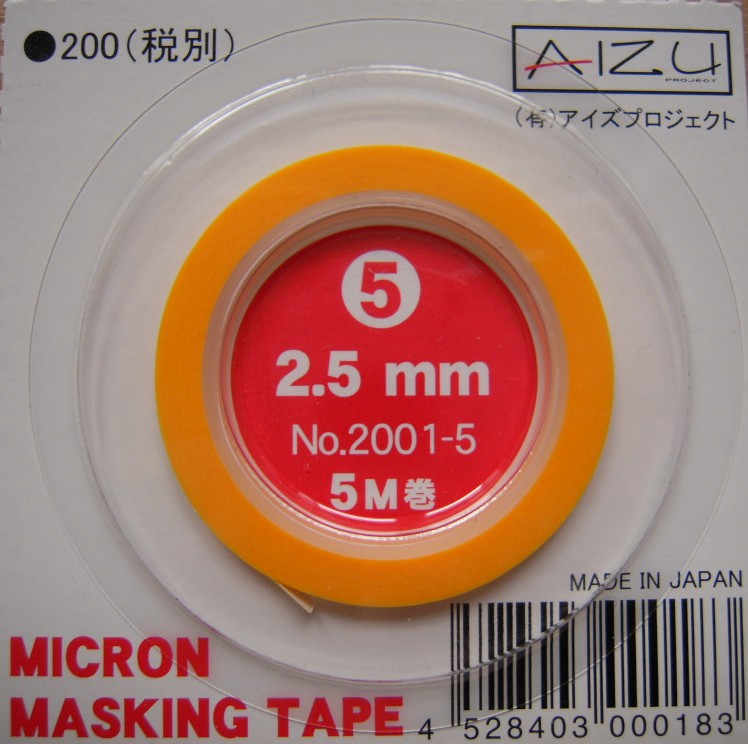 ●200(税別)
AIZU
PROJECT
(有)アイズプロジェクト
5
2.5 mm
No.2001-5
5M巻
MADE IN JAPAN
MICRON
MASKING TAPE
4 528403 000183